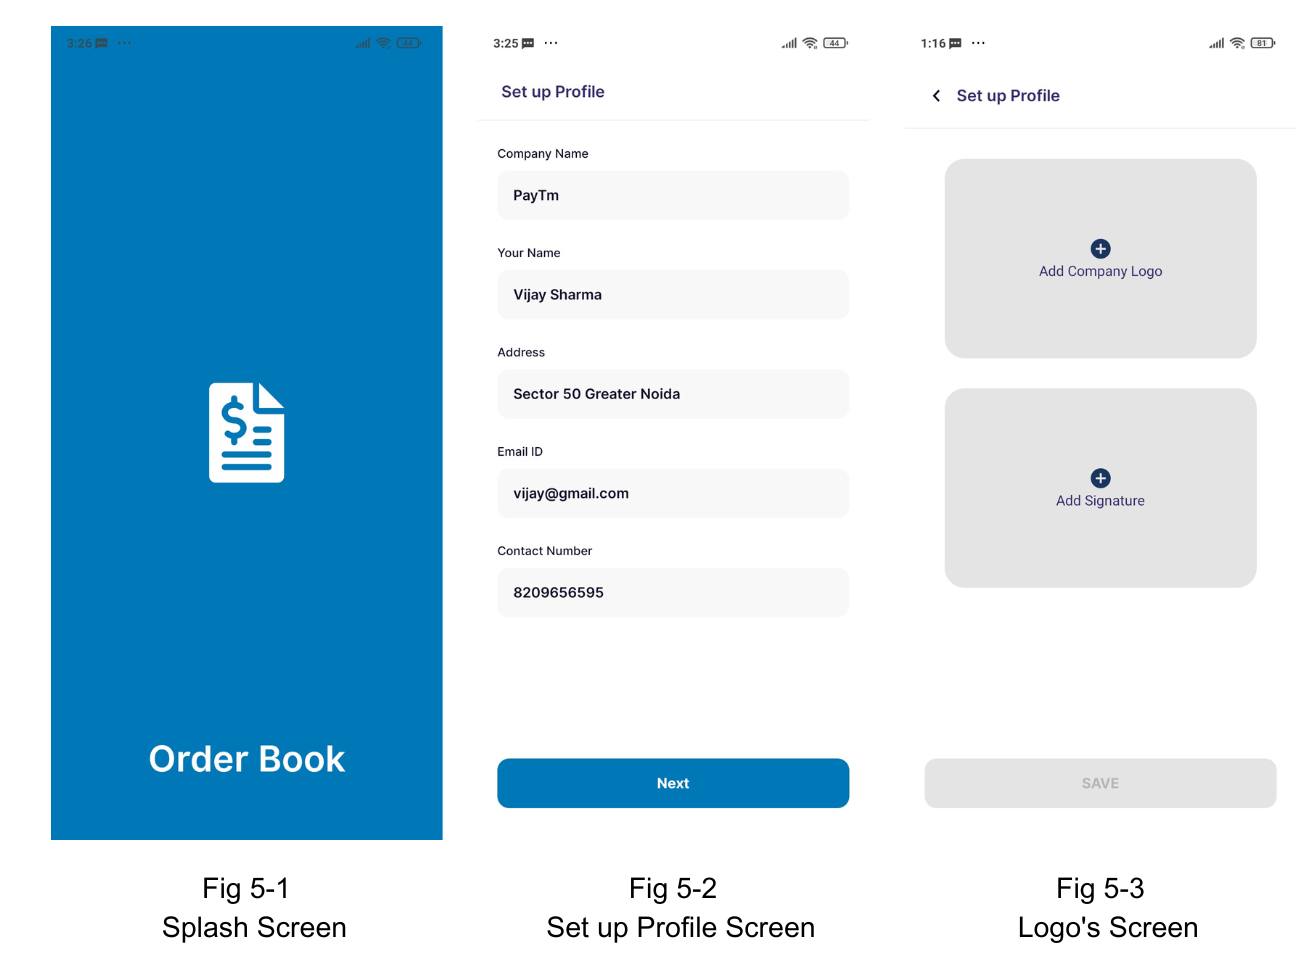 3:26
44
Order Book
Fig 5-1
Splash Screen
3:25
44
Set up Profile
Company Name
PayTm
Your Name
Vijay Sharma
Address
Sector 50 Greater Noida
Email ID
vijay@gmail.com
Contact Number
8209656595
Next
Fig 5-2
Set up Profile Screen
1:16
81
Set up Profile
Add Company Logo
Add Signature
SAVE
Fig 5-3
Logo's Screen